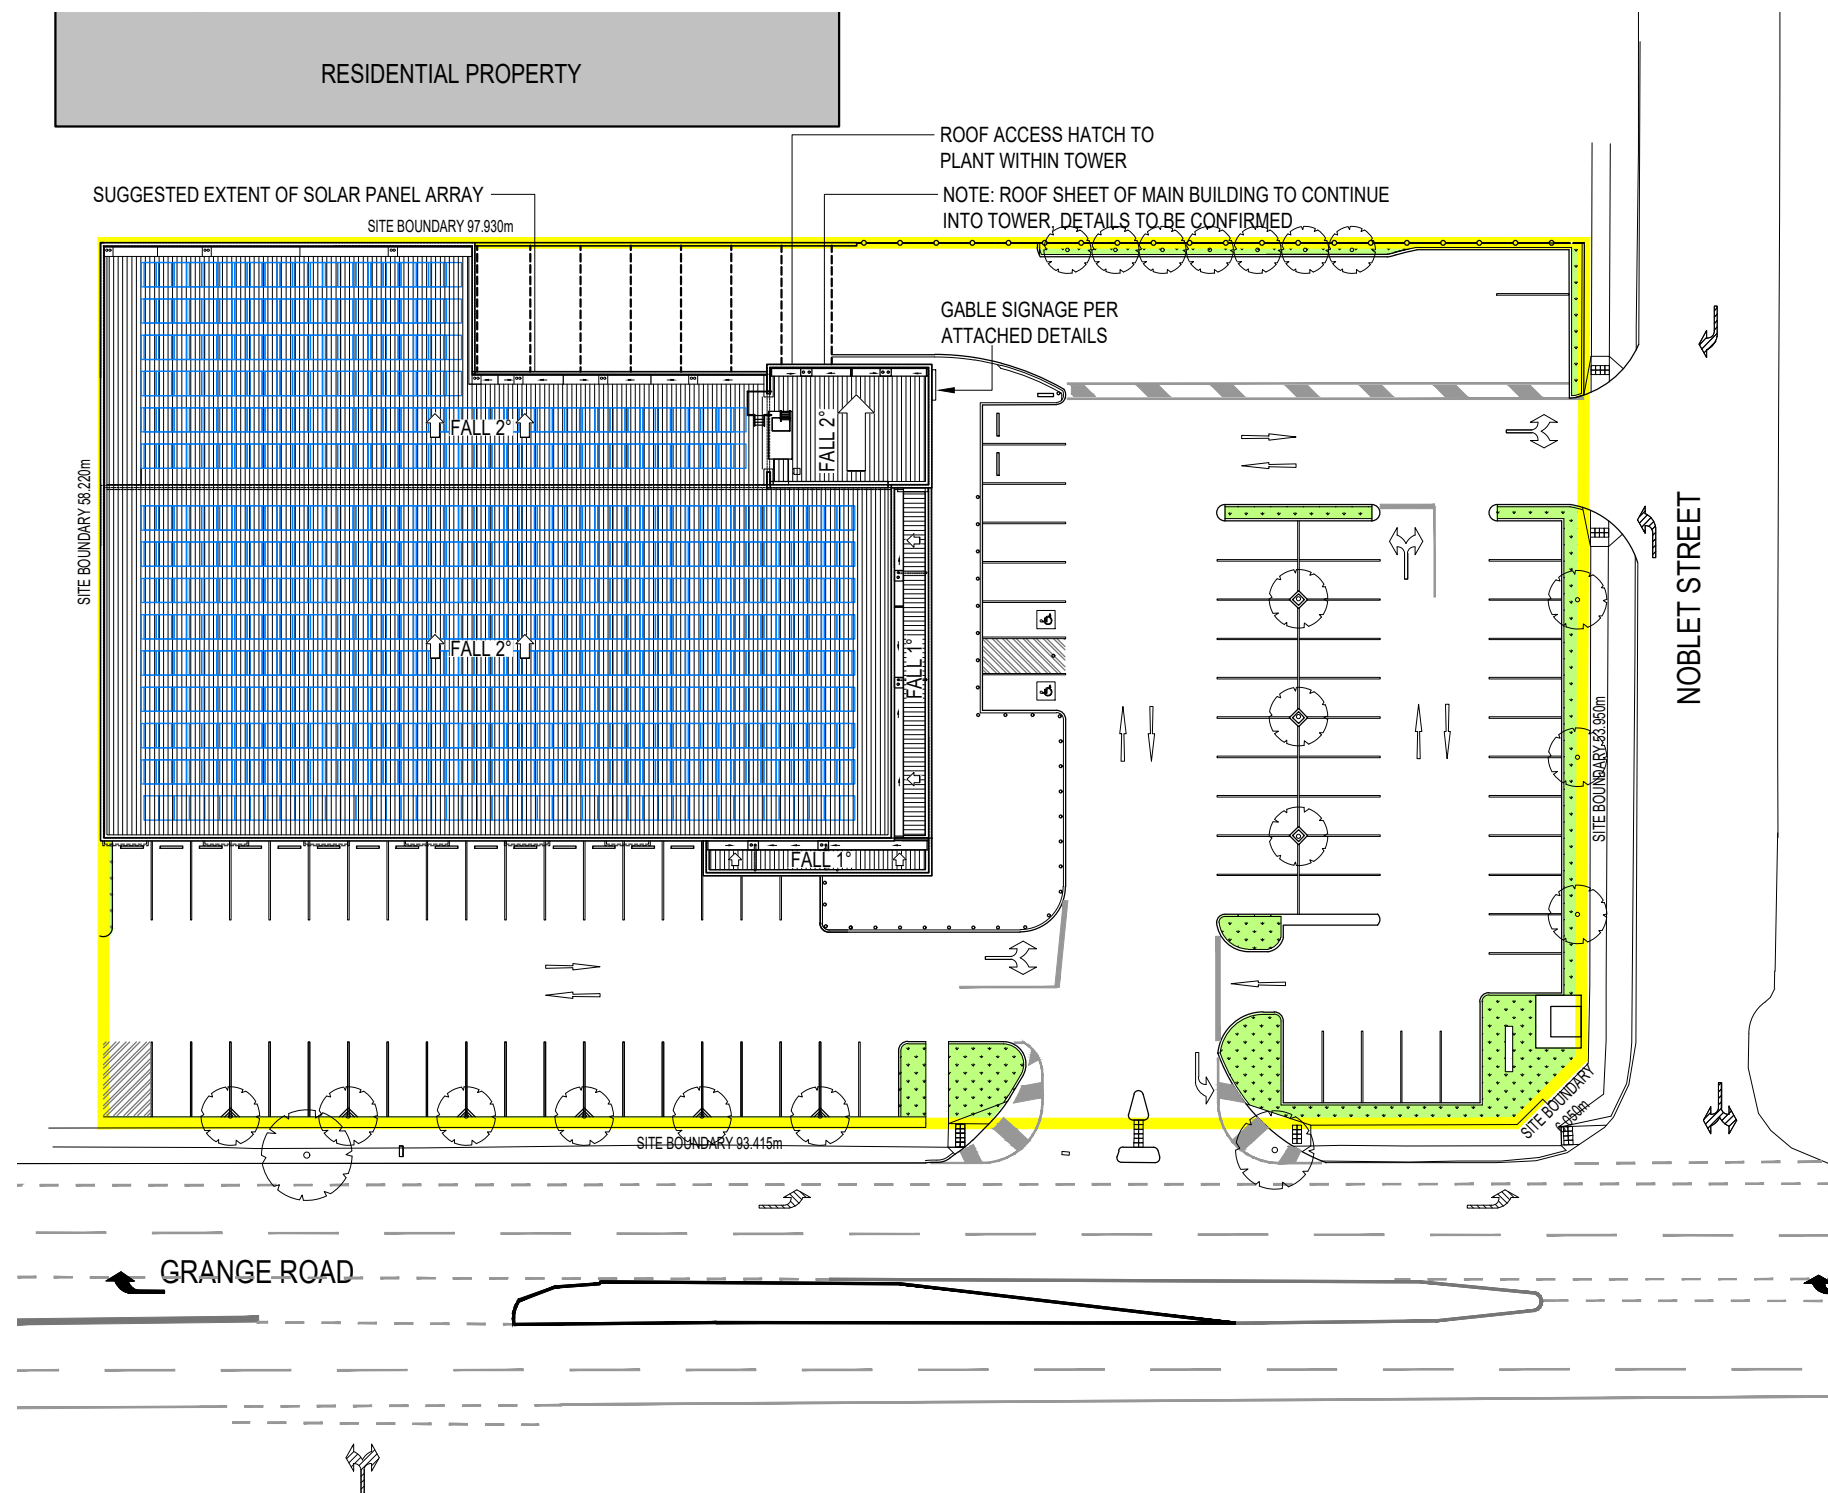 RESIDENTIAL PROPERTY
ROOF ACCESS HATCH TO
PLANT WITHIN TOWER
SUGGESTED EXTENT OF SOLAR PANEL ARRAY
NOTE: ROOF SHEET OF MAIN BUILDING TO CONTINUE
INTO TOWER, DETAILS TO BE CONFIRMED
SITE BOUNDARY 97.930m
GABLE SIGNAGE PER
ATTACHED DETAILS
FALL 2°
FALL 2°
SITE BOUNDARY 58.220m
NOBLET STREET
FALL 2°
FALL 1°
SITE BOUNDARY 53.950m
FALL 1°
SITE BOUNDARY
6.050m
SITE BOUNDARY 93.415m
GRANGE ROAD